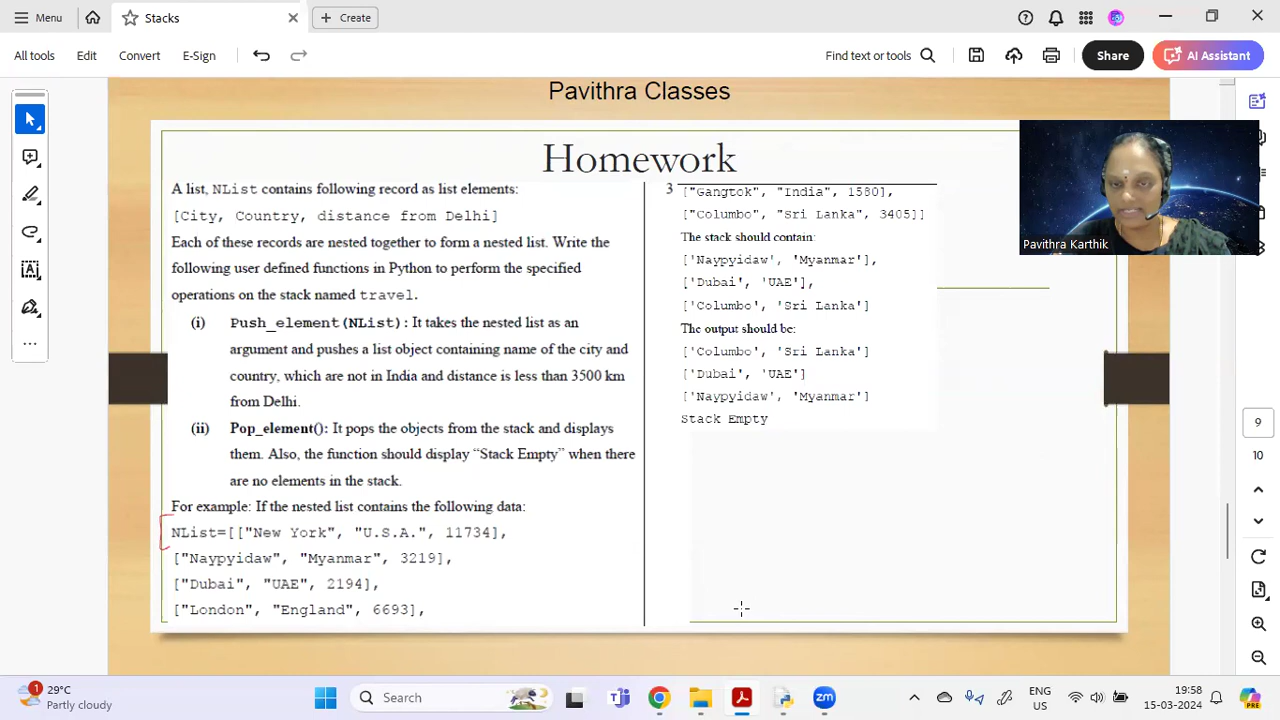 Menu
Stacks
Create
All tools
Edit
Convert
E-Sign
Find text or tools
Share
AI Assistant
Pavithra Classes
Homework
A list, NList contains following record as list elements:
[City, Country, distance from Delhi]
Each of these records are nested together to form a nested list. Write the
following user defined functions in Python to perform the specified
operations on the stack named travel.
(i) Push_element(NList): It takes the nested list as an
argument and pushes a list object containing name of the city and
country, which are not in India and distance is less than 3500 km
from Delhi.
(ii) Pop_element(): It pops the objects from the stack and displays
them. Also, the function should display “Stack Empty” when there
are no elements in the stack.
For example: If the nested list contains the following data:
NList=[["New York", "U.S.A.", 11734],
["Naypyidaw", "Myanmar", 3219],
["Dubai", "UAE", 2194],
["London", "England", 6693],
3
["Gangtok", "India", 1580],
["Columbo", "Sri Lanka", 3405]]
The stack should contain:
['Naypyidaw', 'Myanmar'],
['Dubai', 'UAE'],
['Columbo', 'Sri Lanka']
The output should be:
['Columbo', 'Sri Lanka']
['Dubai', 'UAE']
['Naypyidaw', 'Myanmar']
Stack Empty
Pavithra Karthik
9
10
1
29°C
Partly cloudy
Search
ENG
US
19:58
15-03-2024
PRE